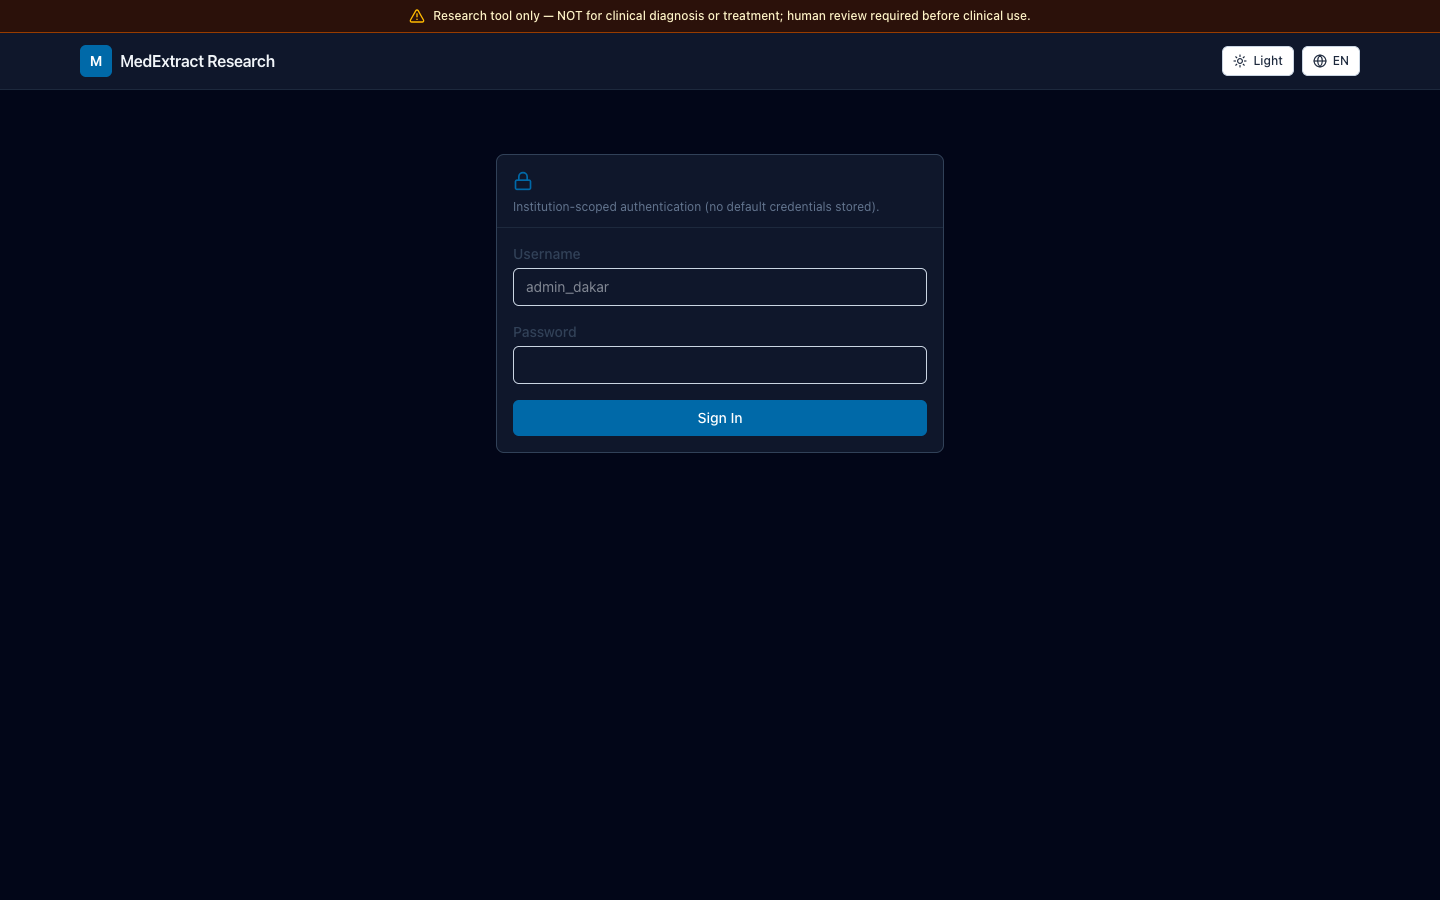 Research tool only — NOT for clinical diagnosis or treatment; human review required before clinical use.
M MedExtract Research
Light
EN
Institution-scoped authentication (no default credentials stored).
Username
admin_dakar
Password
Sign In